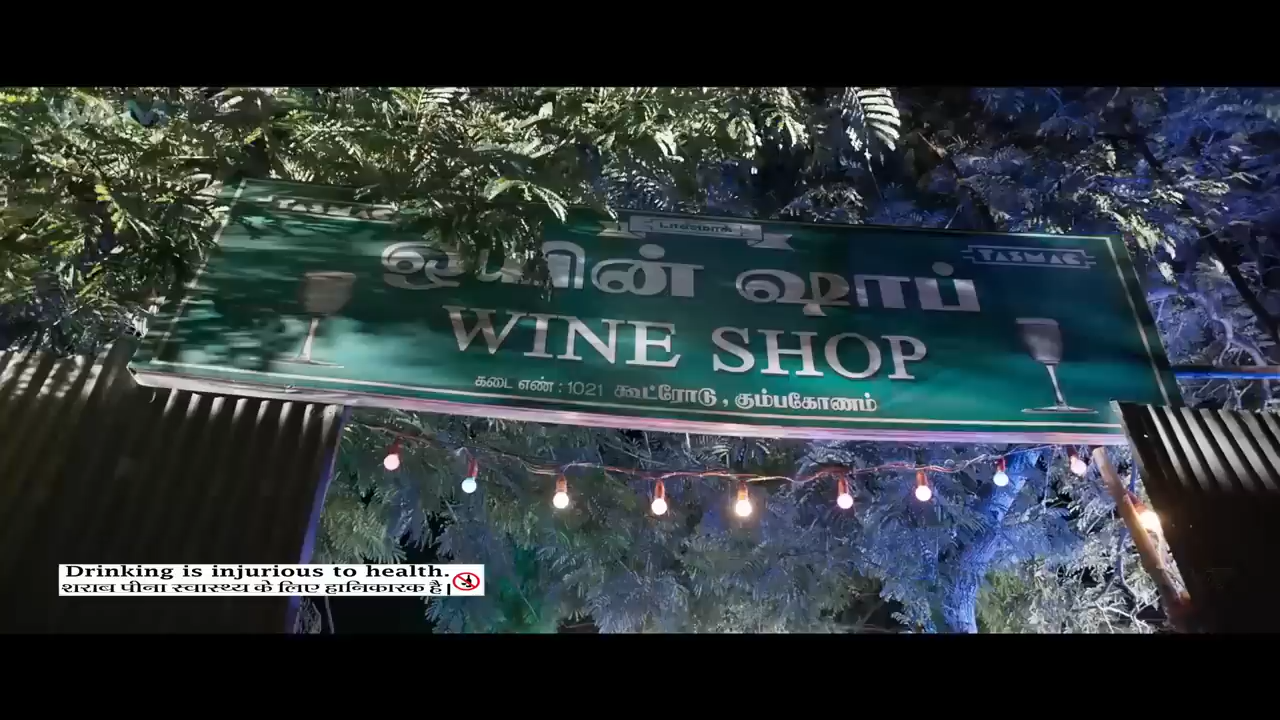 டாஸ்மாக்
TASMAC
TASMAC
ஒயின் ஷாப்
WINE SHOP
கடை எண் : 1021 கூட்ரோடு , கும்பகோணம்
Drinking is injurious to health.
शराब पीना स्वास्थ्य के लिए हानिकारक है |